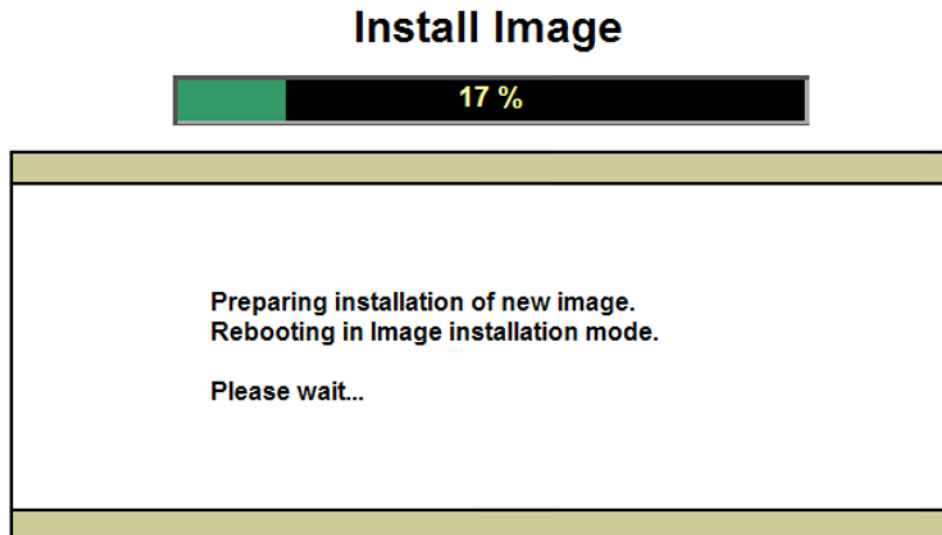 Install Image
17 %
Preparing installation of new image.
Rebooting in Image installation mode.
Please wait...